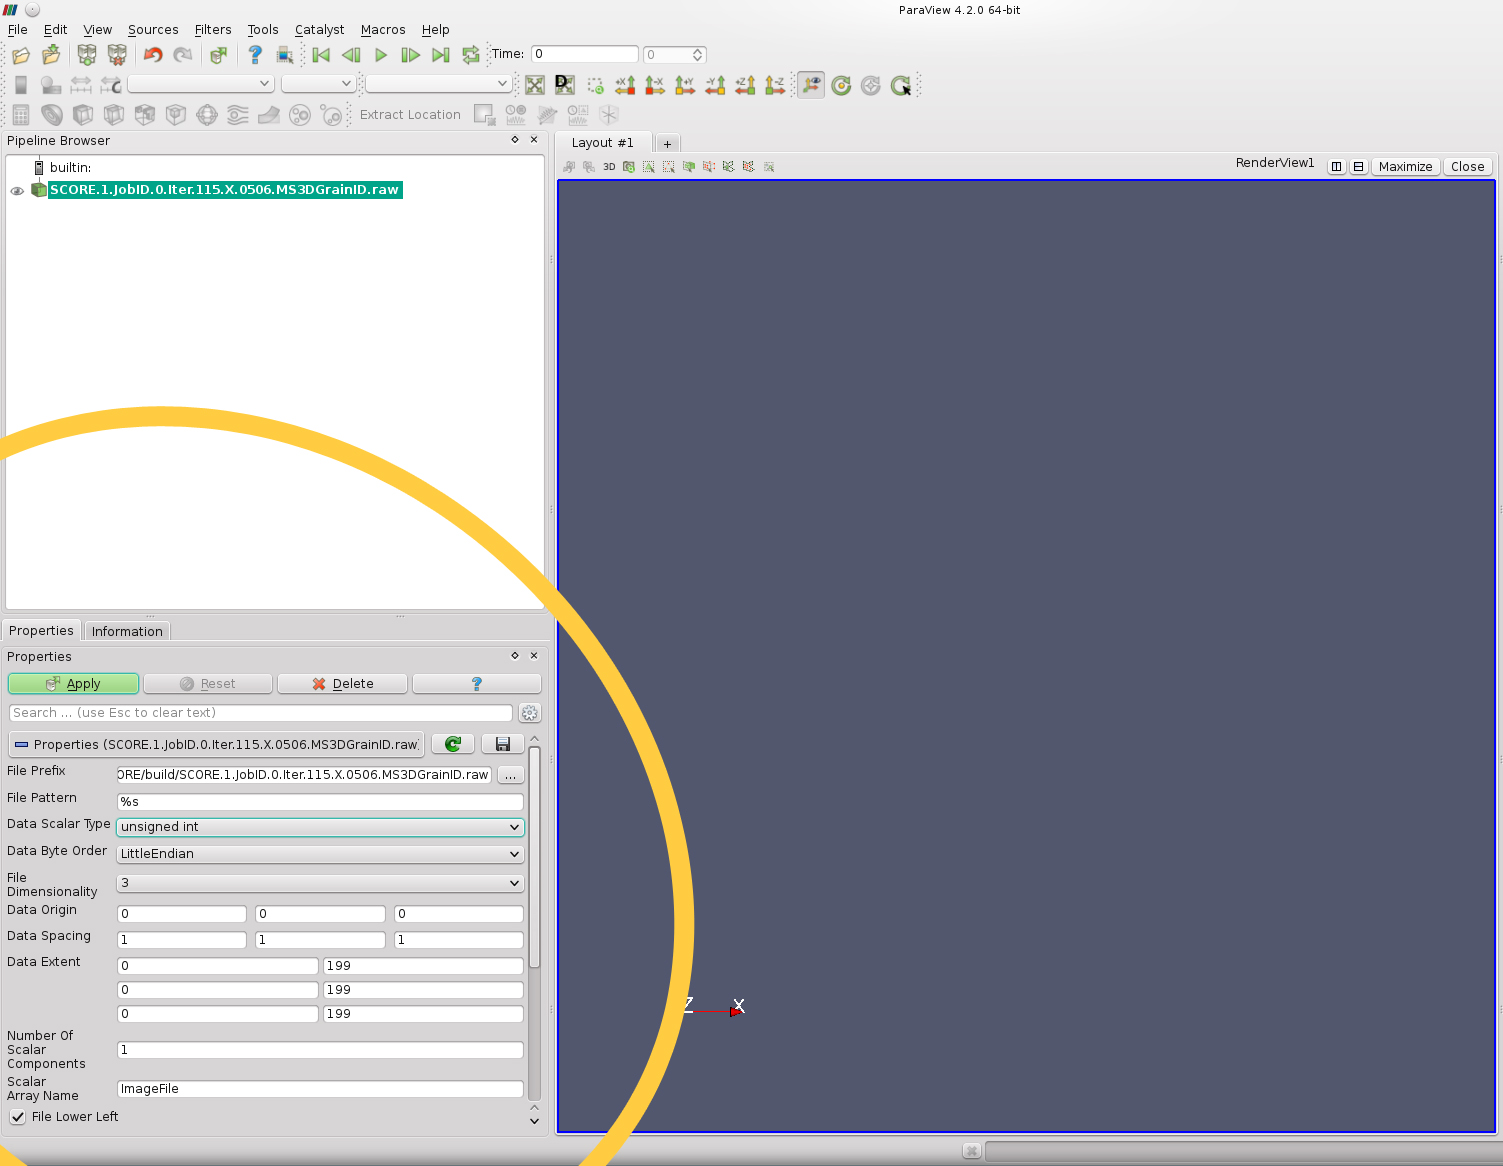 ParaView 4.2.0 64-bit
File Edit View Sources Filters Tools Catalyst Macros Help
Time: 0 0
D +X -X +Y -Y +Z -Z
Extract Location
Pipeline Browser
Layout #1 +
builtin:
3D
RenderView1 Maximize Close
SCORE.1.JobID.0.Iter.115.X.0506.MS3DGrainID.raw
Properties Information
Properties
Apply Reset Delete ?
Search ... (use Esc to clear text)
Properties (SCORE.1.JobID.0.Iter.115.X.0506.MS3DGrainID.raw
File Prefix ORE/build/SCORE.1.JobID.0.Iter.115.X.0506.MS3DGrainID.raw ...
File Pattern %s
Data Scalar Type unsigned int
Data Byte Order LittleEndian
File
Dimensionality 3
Data Origin 0 0 0
Data Spacing 1 1 1
Data Extent 0 199
0 199
0 199
Z X
Number Of
Scalar
Components 1
Scalar
Array Name ImageFile
File Lower Left